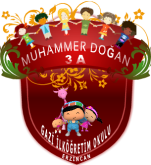 MUHAMMER DOĞAN
3 A
GAZİ İLKÖĞRETİM OKULU
ERZİNCAN